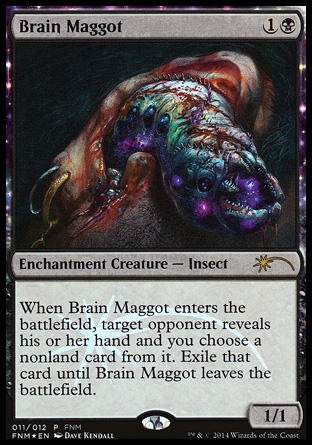 Brain Maggot 1
Enchantment Creature — Insect
When Brain Maggot enters the
battlefield, target opponent reveals
his or her hand and you choose a
nonland card from it. Exile that
card until Brain Maggot leaves the
battlefield.
1/1
011/012 P FNM
FNM★EN Dave Kendall
™ & © 2014 Wizards of the Coast